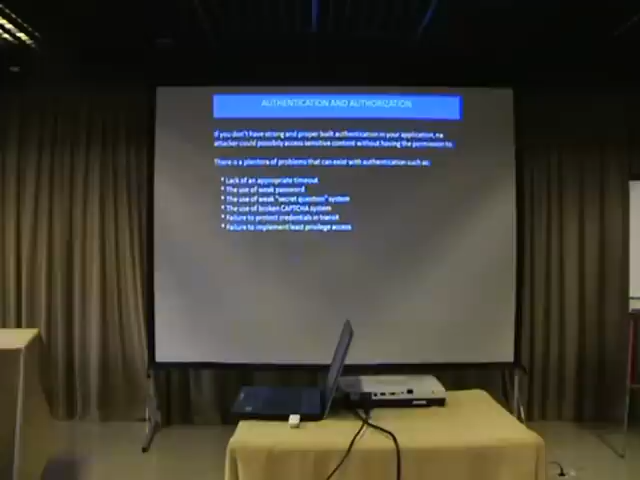 AUTHENTICATION AND AUTHORIZATION
If you don't have strong and proper built authentication in your application, na
attacker could possibily access sensitive content without having the permission to.
There is a plentora of problems that can exist with authentication such as:
* Lack of an appropriate timeout
* The use of weak password
* The use of weak "secret question" system
* The use of broken CAPTCHA system
* Failure to protect credentials in transit
* Failure to implement least privilege access